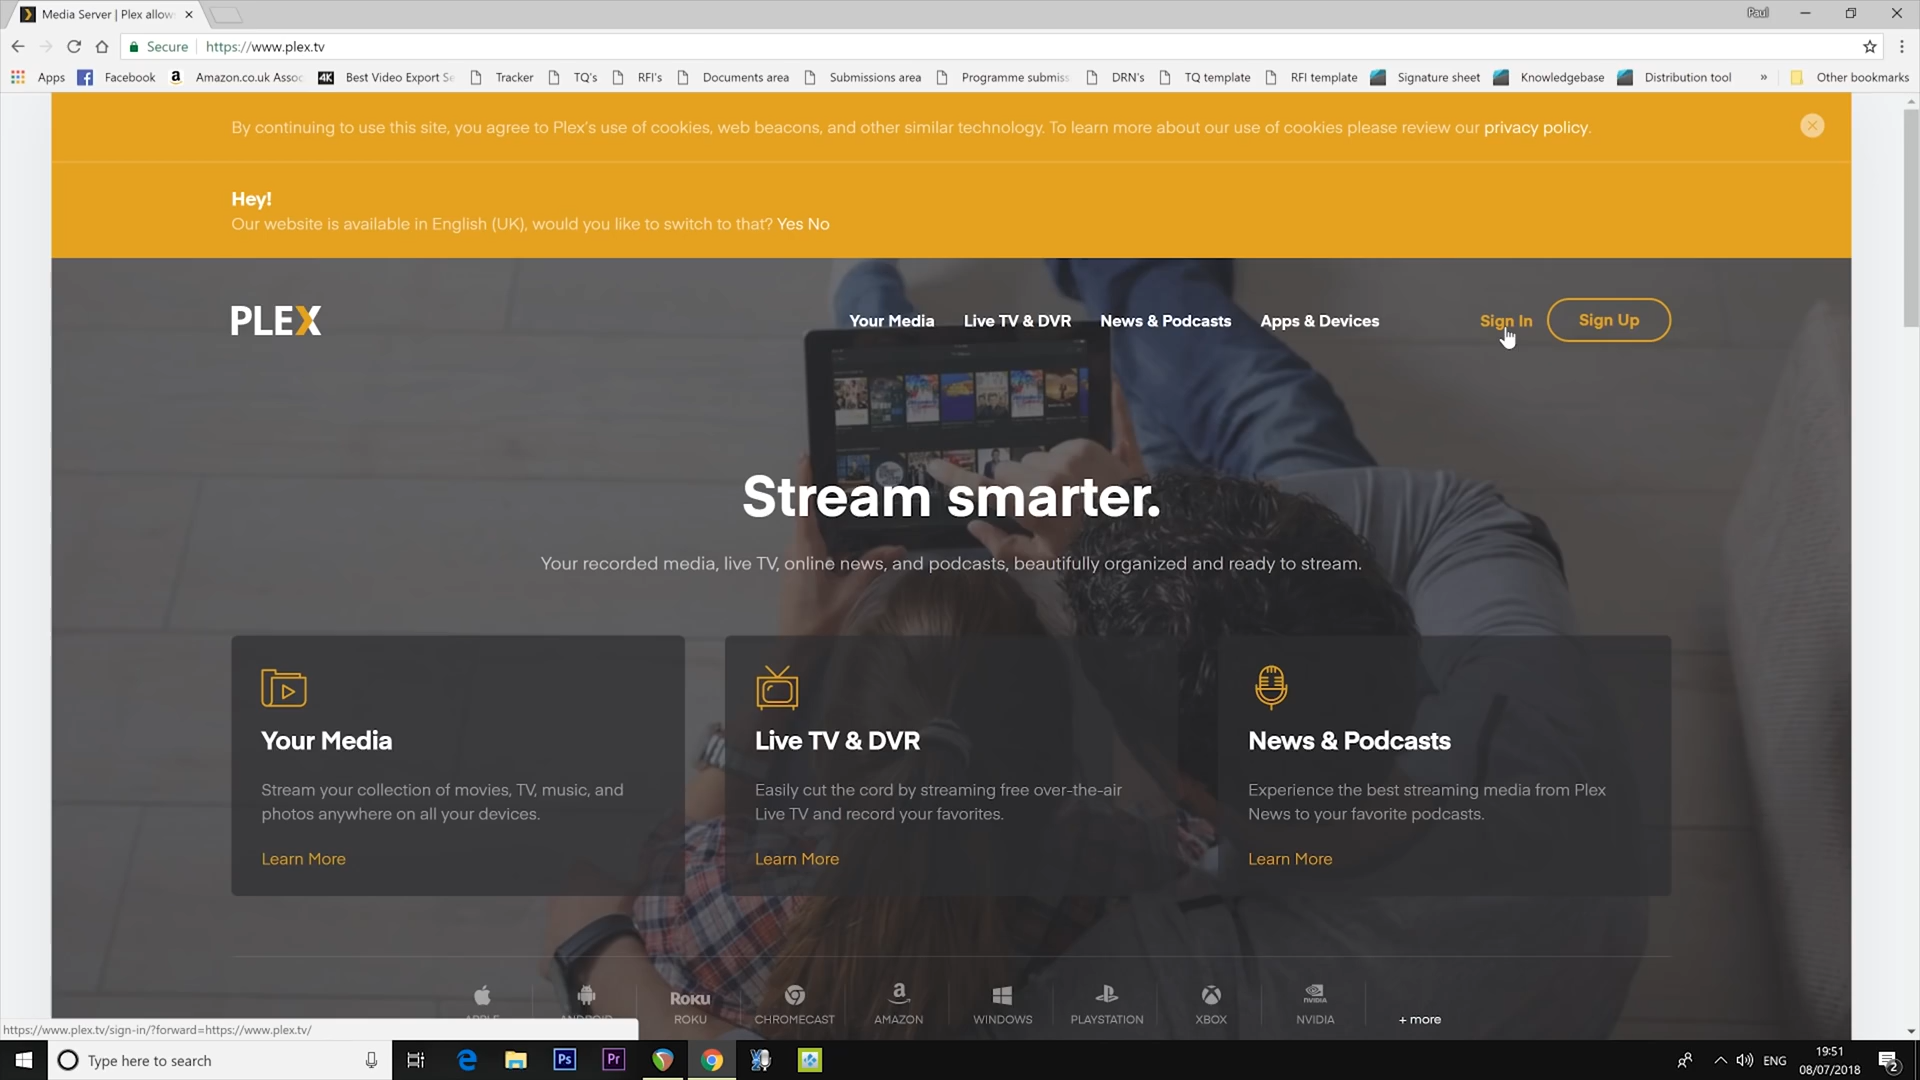 Media Server | Plex allow
Paul
Secure https://www.plex.tv
Apps Facebook Amazon.co.uk Assoc Best Video Export Se Tracker TQ's RFI's Documents area Submissions area Programme submiss DRN's TQ template RFI template Signature sheet Knowledgebase Distribution tool » Other bookmarks
By continuing to use this site, you agree to Plex's use of cookies, web beacons, and other similar technology. To learn more about our use of cookies please review our privacy policy.
Hey!
Our website is available in English (UK), would you like to switch to that? Yes No
PLEX Your Media Live TV & DVR News & Podcasts Apps & Devices Sign In Sign Up
Stream smarter.
Your recorded media, live TV, online news, and podcasts, beautifully organized and ready to stream.
Your Media
Stream your collection of movies, TV, music, and
photos anywhere on all your devices.
Learn More
Live TV & DVR
Easily cut the cord by streaming free over-the-air
Live TV and record your favorites.
Learn More
News & Podcasts
Experience the best streaming media from Plex
News to your favorite podcasts.
Learn More
APPLE ANDROID ROKU CHROMECAST AMAZON WINDOWS PLAYSTATION XBOX NVIDIA + more
https://www.plex.tv/sign-in/?forward=https://www.plex.tv/
Type here to search
Ps Pr
ENG
19:51
08/07/2018
2